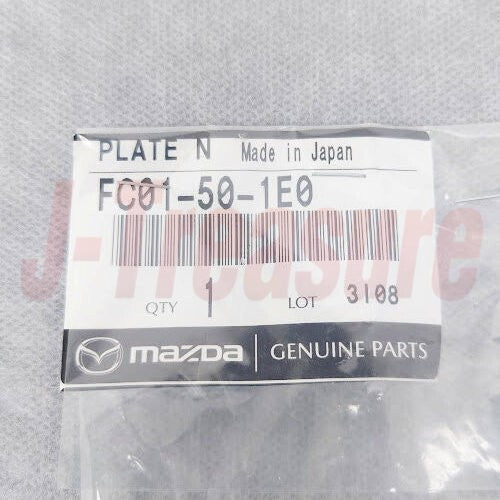 PLATE N Made in Japan
FC01-50-1E0
J-Treasure
QTY 1 LOT 3108
mazda GENUINE PARTS